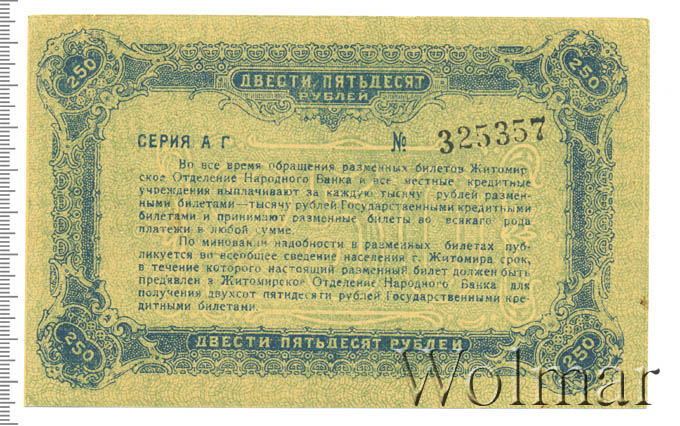 250
ДВЕСТИ ПЯТЬДЕСЯТ
РУБЛЕЙ
250
СЕРИЯ А Г № 325357
Во все время обращения разменных билетов Житомир
ское Отделение Народного Банка и все местные кредитные
учреждения выплачивают за каждую тысячу рублей размен-
ными билетами—тысячу рублей Государственными кредитными
билетами и принимают разменные билеты во всякаго рода
платежи в любой сумме.
По миновании надобности в разменных билетах пуб-
ликуется во всеобщее сведение населения г. Житомира срок,
в течение которого настоящий разменный билет должен быть
предявлен в Житомирское Отделение Народного Банка для
получения двухсот пятидесяти рублей Государственными кре-
дитными билетами.
250
ДВЕСТИ ПЯТЬДЕСЯТ РУБЛЕЙ
250
Wolmar